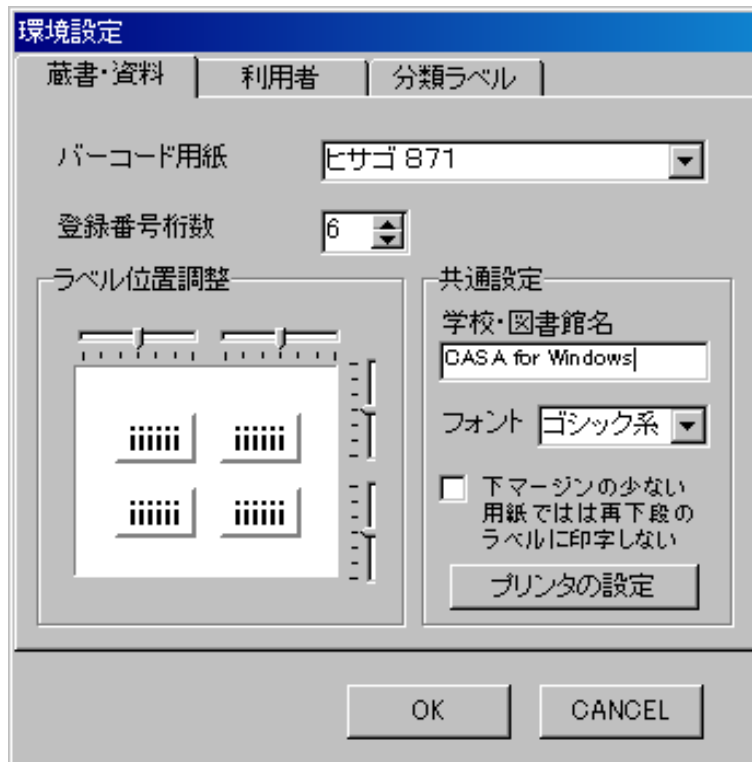 環境設定
蔵書・資料
利用者
分類ラベル
バーコード用紙
ヒサゴ 871
登録番号桁数
6
ラベル位置調整
共通設定
学校・図書館名
CASA for Windows
フォント
ゴシック系
下マージンの少ない
用紙ではは再下段の
ラベルに印字しない
プリンタの設定
OK
CANCEL